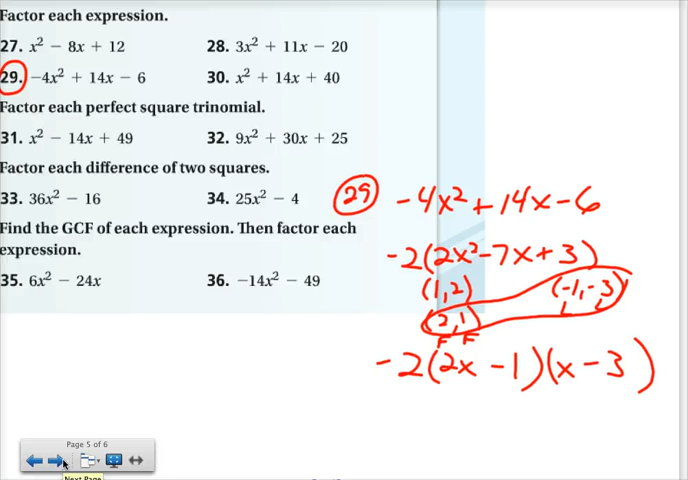 Factor each expression.
27. x² − 8x + 12
28. 3x² + 11x − 20
29. −4x² + 14x − 6
30. x² + 14x + 40
Factor each perfect square trinomial.
31. x² − 14x + 49
32. 9x² + 30x + 25
Factor each difference of two squares.
33. 36x² − 16
34. 25x² − 4
Find the GCF of each expression. Then factor each
expression.
35. 6x² − 24x
36. −14x² − 49
29 -4x²+14x-6
-2(2x²-7x+3)
(1,2) (-1,-3)
(2,1) L L
F F
-2(2x-1)(x-3)
Page 5 of 6
Next Page